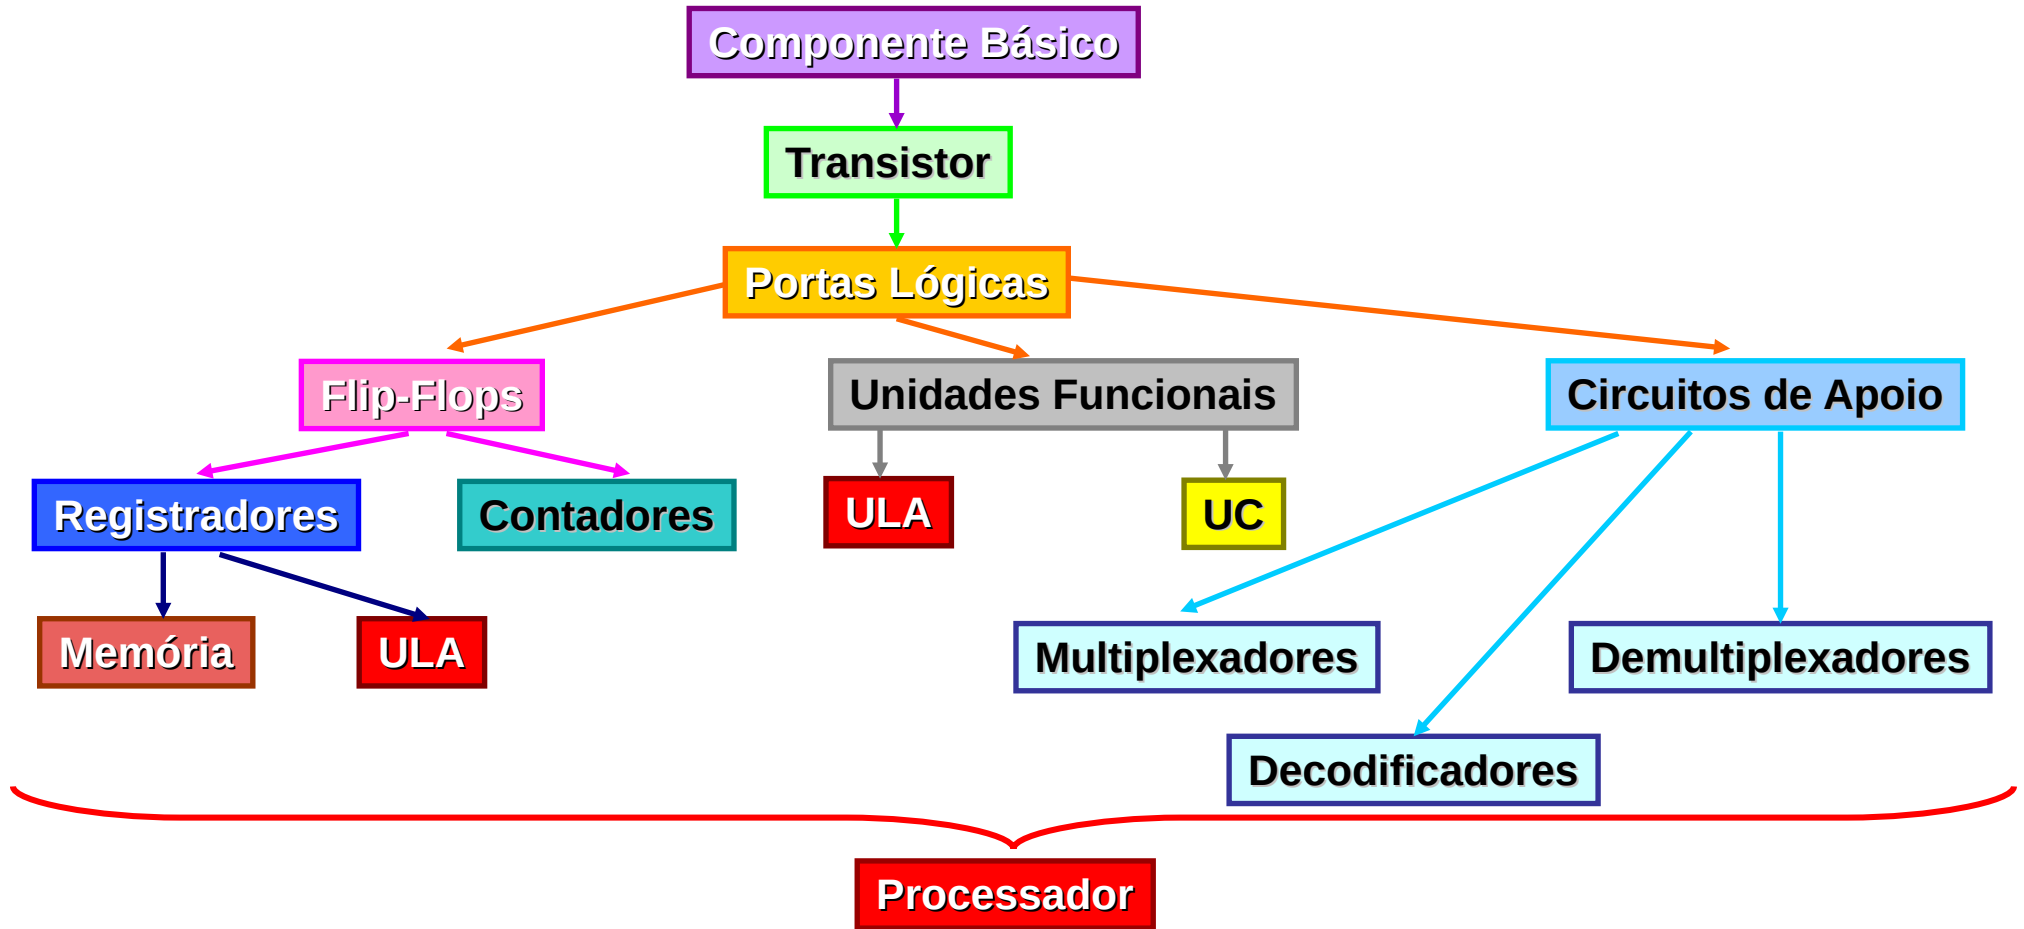 Componente Básico
Transistor
Portas Lógicas
Flip-Flops
Unidades Funcionais
Circuitos de Apoio
Registradores
Contadores
ULA
UC
Memória
ULA
Multiplexadores
Demultiplexadores
Decodificadores
Processador